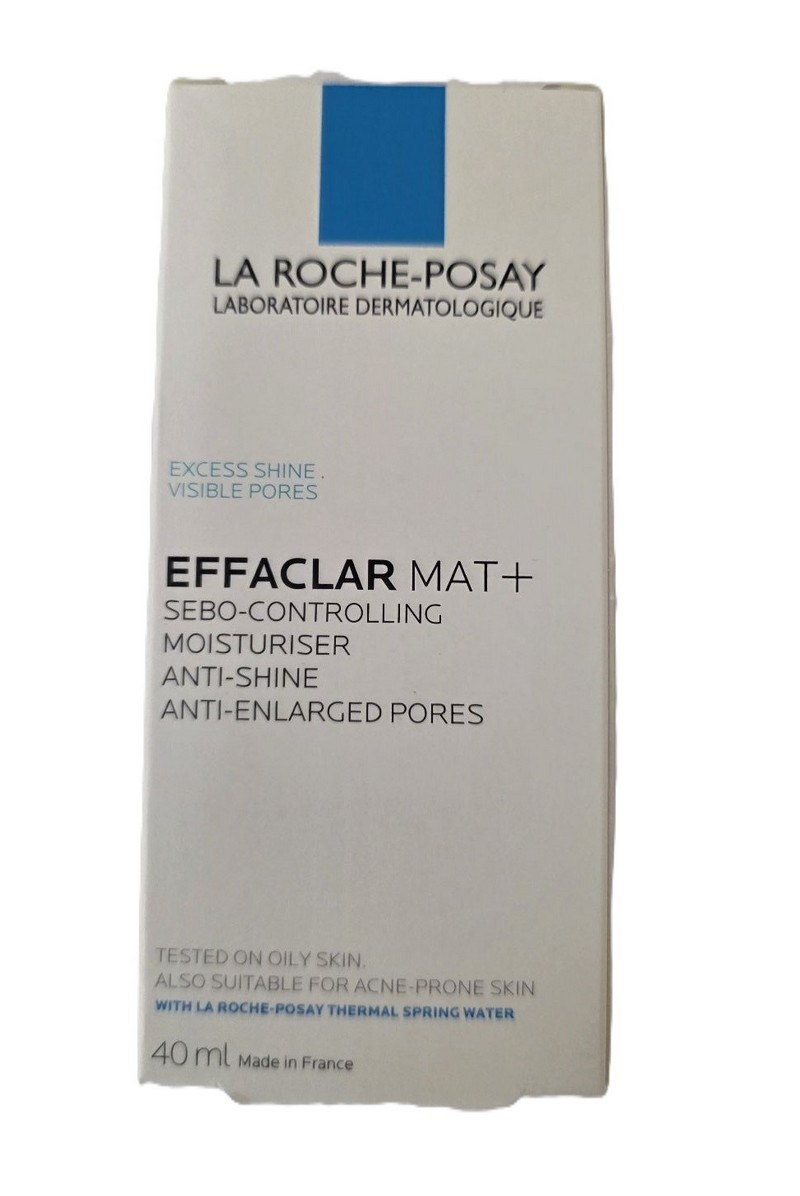 LA ROCHE-POSAY
LABORATOIRE DERMATOLOGIQUE
EXCESS SHINE .
VISIBLE PORES
EFFACLAR MAT+
SEBO-CONTROLLING
MOISTURISER
ANTI-SHINE
ANTI-ENLARGED PORES
TESTED ON OILY SKIN.
ALSO SUITABLE FOR ACNE-PRONE SKIN
WITH LA ROCHE-POSAY THERMAL SPRING WATER
40 ml Made in France